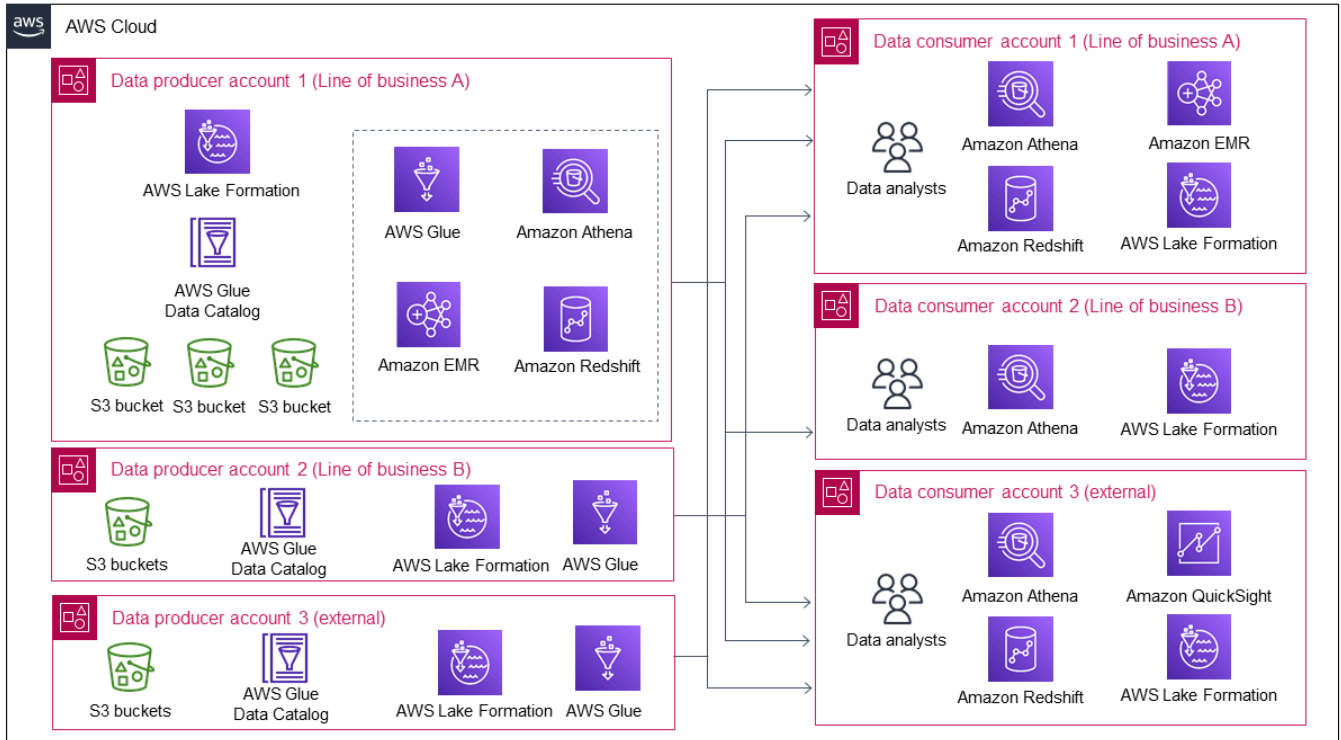 aws
AWS Cloud
Data producer account 1 (Line of business A)
AWS Lake Formation
AWS Glue
Data Catalog
S3 bucket
S3 bucket
S3 bucket
AWS Glue
Amazon Athena
Amazon EMR
Amazon Redshift
Data producer account 2 (Line of business B)
S3 buckets
AWS Glue
Data Catalog
AWS Lake Formation
AWS Glue
Data producer account 3 (external)
S3 buckets
AWS Glue
Data Catalog
AWS Lake Formation
AWS Glue
Data consumer account 1 (Line of business A)
Data analysts
Amazon Athena
Amazon EMR
Amazon Redshift
AWS Lake Formation
Data consumer account 2 (Line of business B)
Data analysts
Amazon Athena
AWS Lake Formation
Data consumer account 3 (external)
Data analysts
Amazon Athena
Amazon QuickSight
Amazon Redshift
AWS Lake Formation